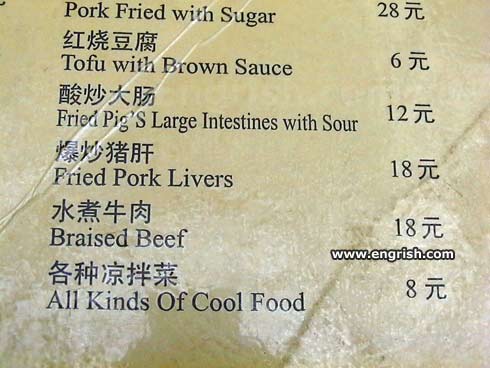 Pork Fried with Sugar 28元
红烧豆腐
Tofu with Brown Sauce 6元
酸炒大肠
Fried Pig'S Large Intestines with Sour 12元
爆炒猪肝
Fried Pork Livers 18元
水煮牛肉
Braised Beef 18元
www.engrish.com
各种凉拌菜
All Kinds Of Cool Food 8元